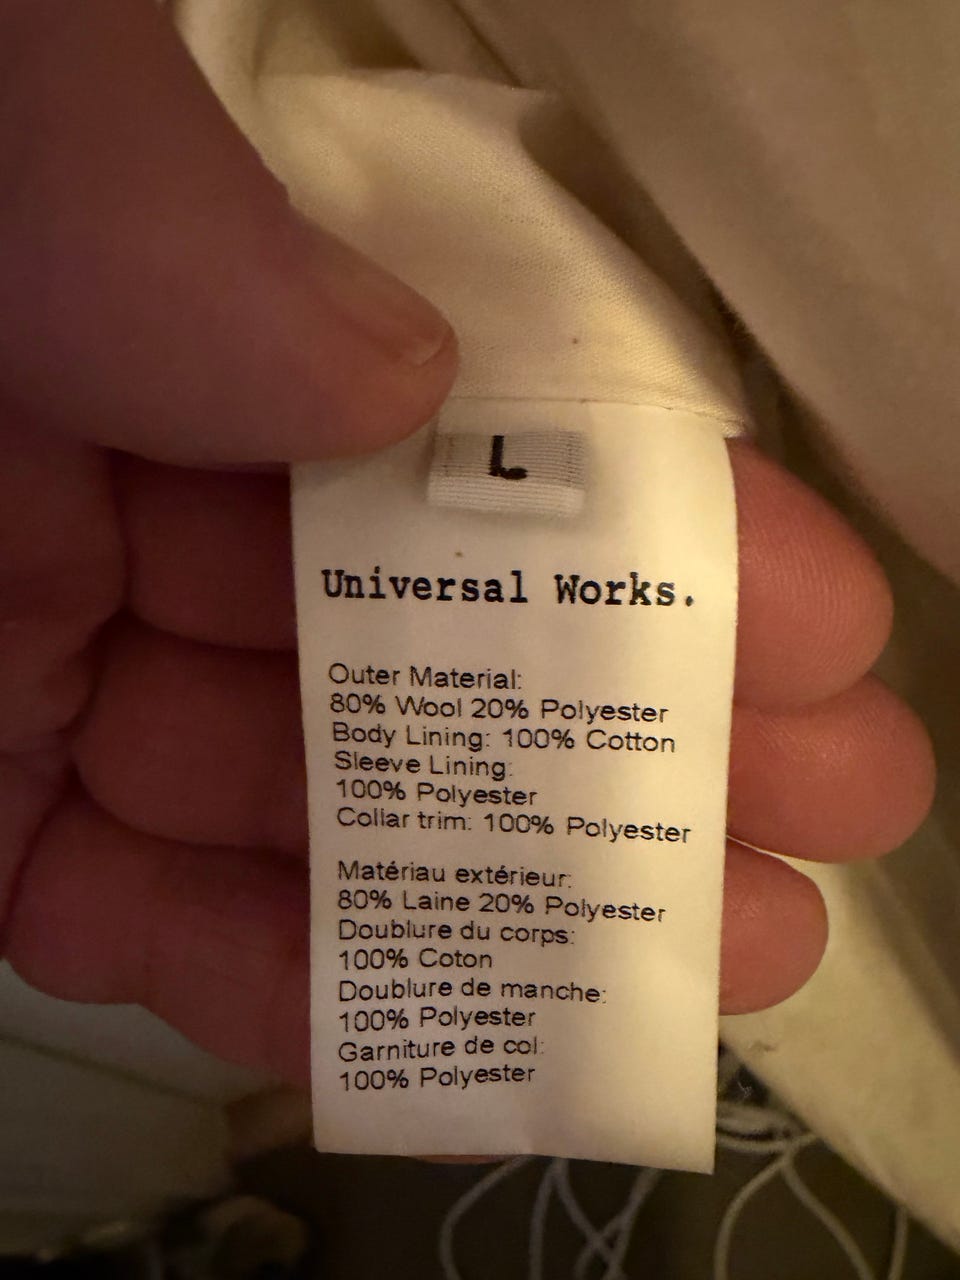 L
Universal Works.
Outer Material:
80% Wool 20% Polyester
Body Lining: 100% Cotton
Sleeve Lining:
100% Polyester
Collar trim: 100% Polyester
Matériau extérieur:
80% Laine 20% Polyester
Doublure du corps:
100% Coton
Doublure de manche:
100% Polyester
Garniture de col:
100% Polyester